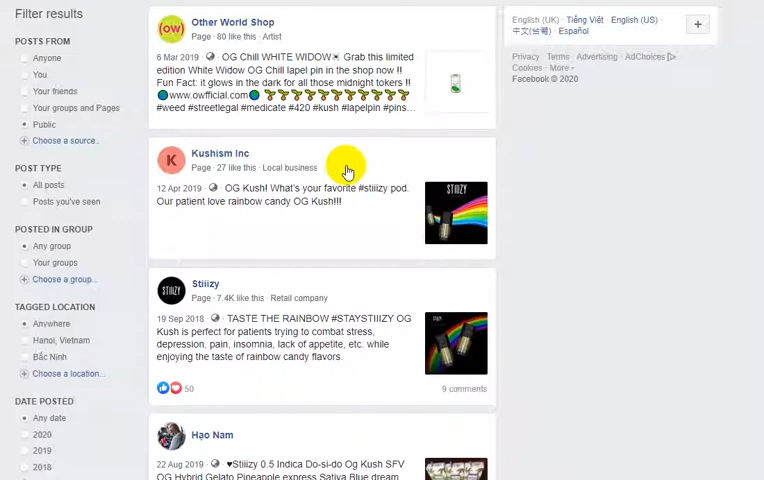 Filter results
POSTS FROM
Anyone
You
Your friends
Your groups and Pages
Public
Choose a source...
POST TYPE
All posts
Posts you've seen
POSTED IN GROUP
Any group
Your groups
Choose a group...
TAGGED LOCATION
Anywhere
Hanoi, Vietnam
Bắc Ninh
Choose a location...
DATE POSTED
Any date
2020
2019
2018
(OW)
Other World Shop
Page · 80 like this · Artist
6 Mar 2019 · OG Chill WHITE WIDOW Grab this limited
edition White Widow OG Chill lapel pin in the shop now !!
Fun Fact: it glows in the dark for all those midnight tokers !!
www.owfficial.com
#weed #streetlegal #medicate #420 #kush #lapelpin #pins...
K
Kushism Inc
Page · 27 like this · Local business
12 Apr 2019 · OG Kush! What's your favorite #stiiizy pod.
Our patient love rainbow candy OG Kush!!!
STIIIZY
STIIIZY
Stiiizy
Page · 7.4K like this · Retail company
19 Sep 2018 · TASTE THE RAINBOW #STAYSTIIIZY OG
Kush is perfect for patients trying to combat stress,
depression, pain, insomnia, lack of appetite, etc. while
enjoying the taste of rainbow candy flavors.
50
9 comments
Hạo Nam
22 Aug 2019 · ♥Stiiizy 0.5 Indica Do-si-do Og Kush SFV
OG Hybrid Gelato Pineapple express Sativa Blue dream
English (UK) · Tiếng Việt · English (US) ·
中文(台灣) · Español
+
Privacy · Terms · Advertising · AdChoices ·
Cookies · More
Facebook © 2020